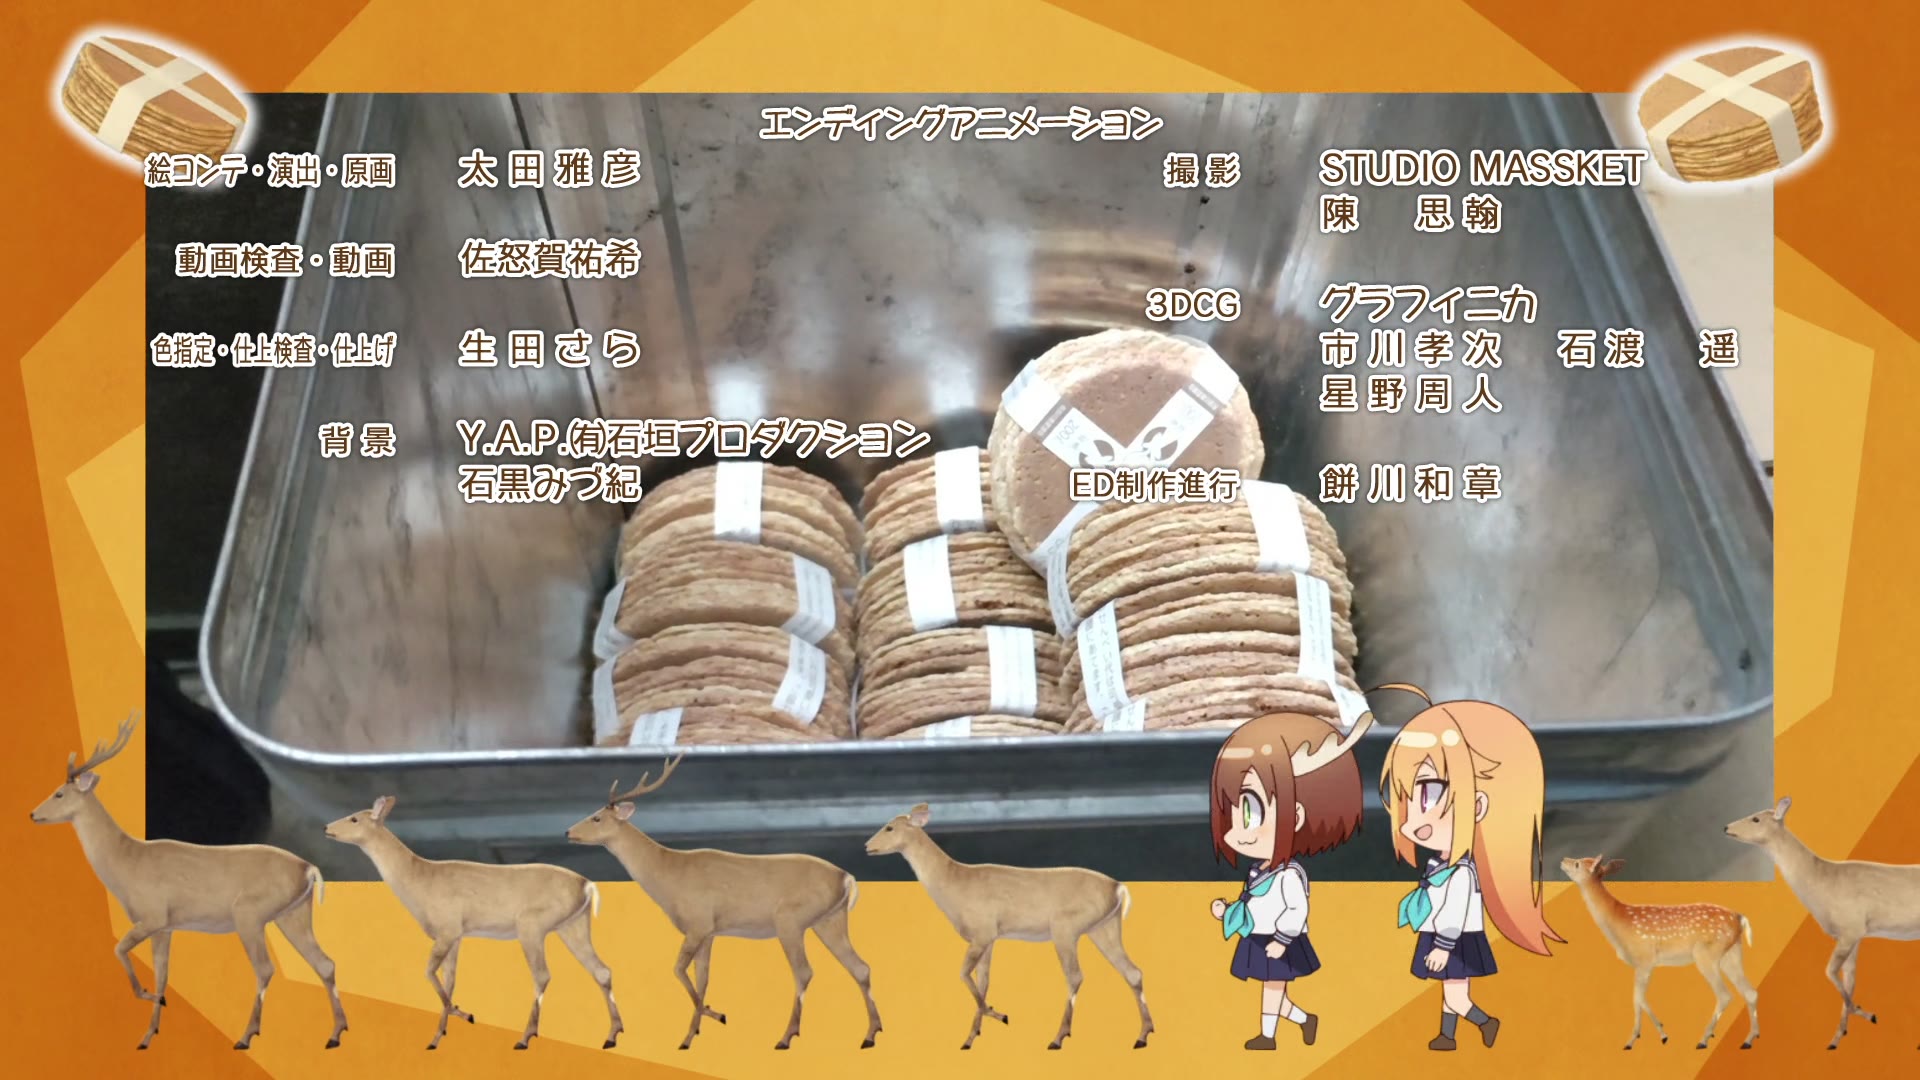 エンディングアニメーション
絵コンテ・演出・原画 太田雅彦
動画検査・動画 佐怒賀祐希
色指定・仕上検査・仕上げ 生田さら
背景 Y.A.P.㈲石垣プロダクション
石黒みづ紀
撮影 STUDIO MASSKET
陳 思翰
3DCG グラフィニカ
市川孝次 石渡 遥
星野周人
ED制作進行 餅川和章